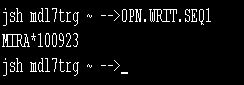 jsh md17trg ~ -->OPN.WRIT.SEQ1
MIRA*100923
jsh md17trg ~ -->_